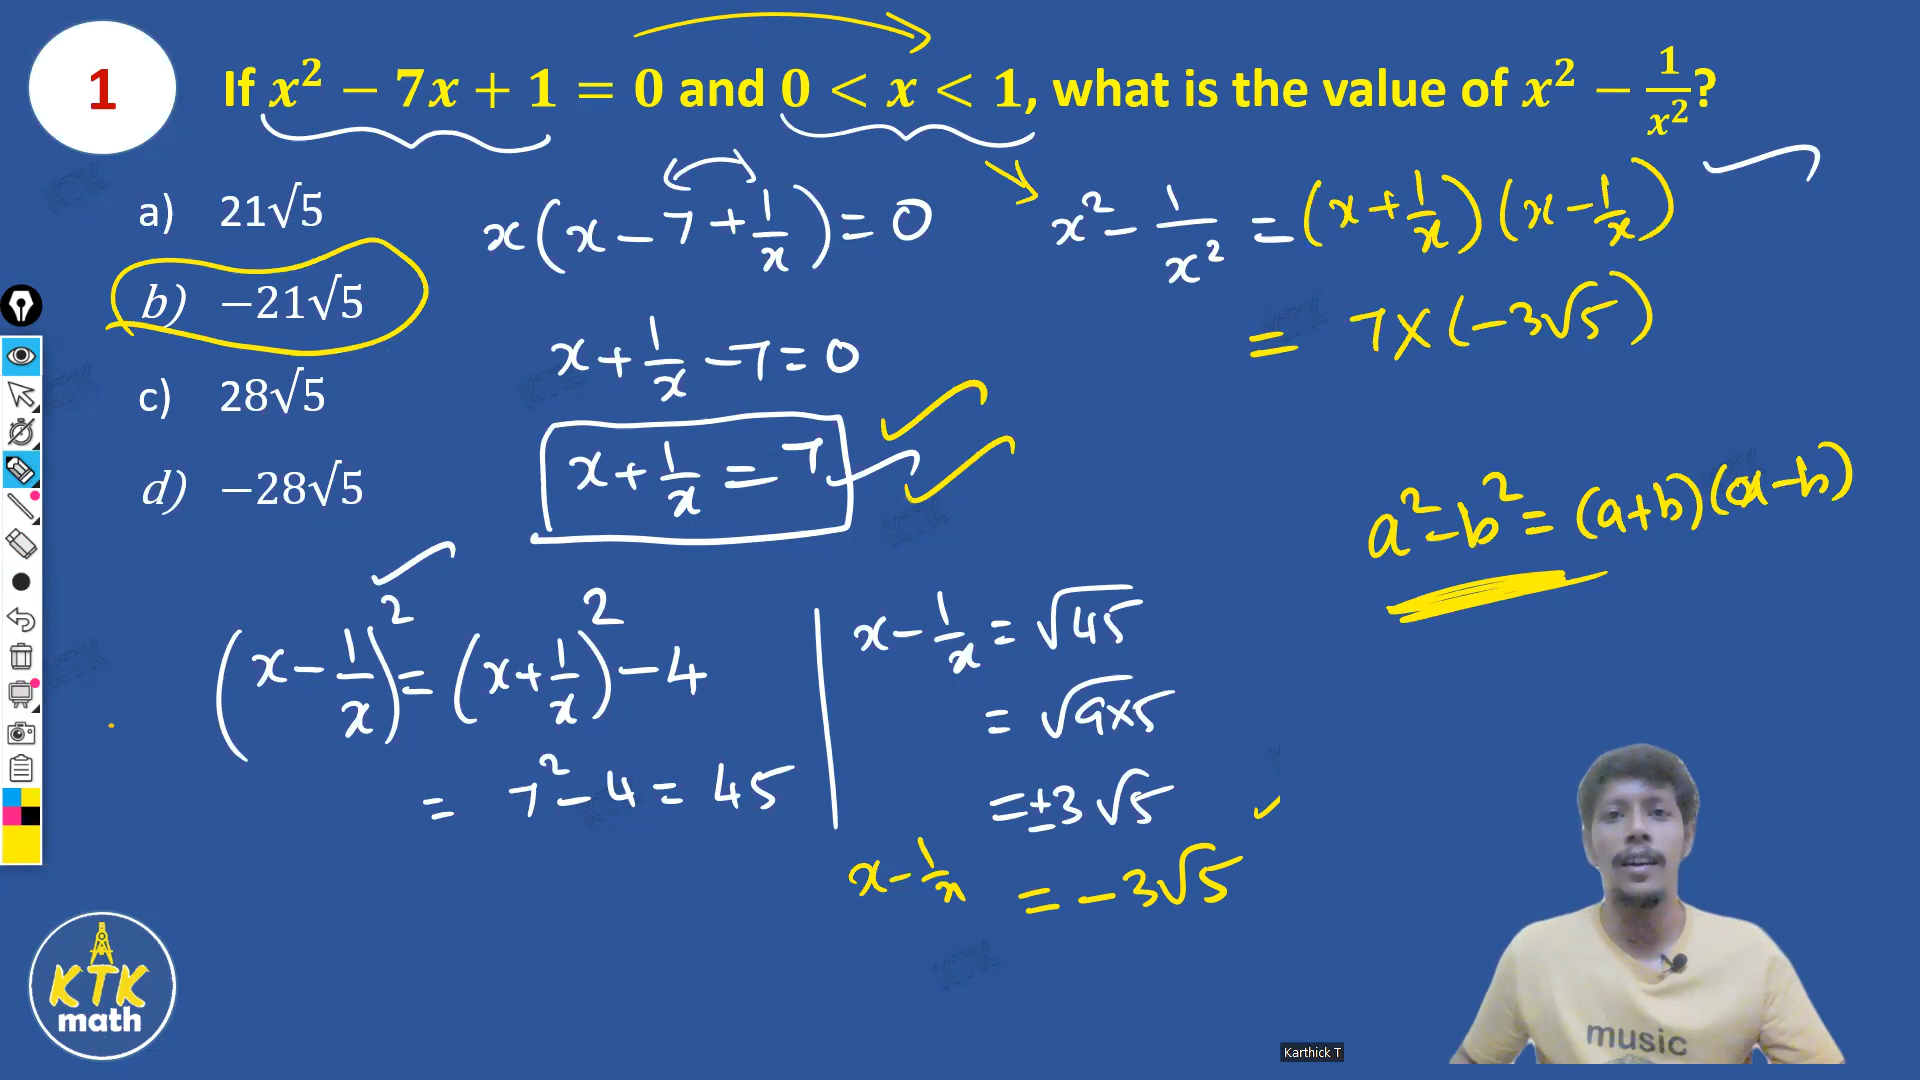 1
If x² − 7x + 1 = 0 and 0 < x < 1, what is the value of x² − 1/x²?
a) 21√5
b) −21√5
c) 28√5
d) −28√5
x(x − 7 + 1/x) = 0
x + 1/x − 7 = 0
x + 1/x = 7
x² − 1/x² = (x + 1/x)(x − 1/x)
= 7 × (−3√5)
a² − b² = (a+b)(a−b)
(x − 1/x)² = (x + 1/x)² − 4
= 7² − 4 = 45
x − 1/x = √45
= √9×5
= ±3√5
x − 1/x = −3√5
KTK
math
music
Karthick T